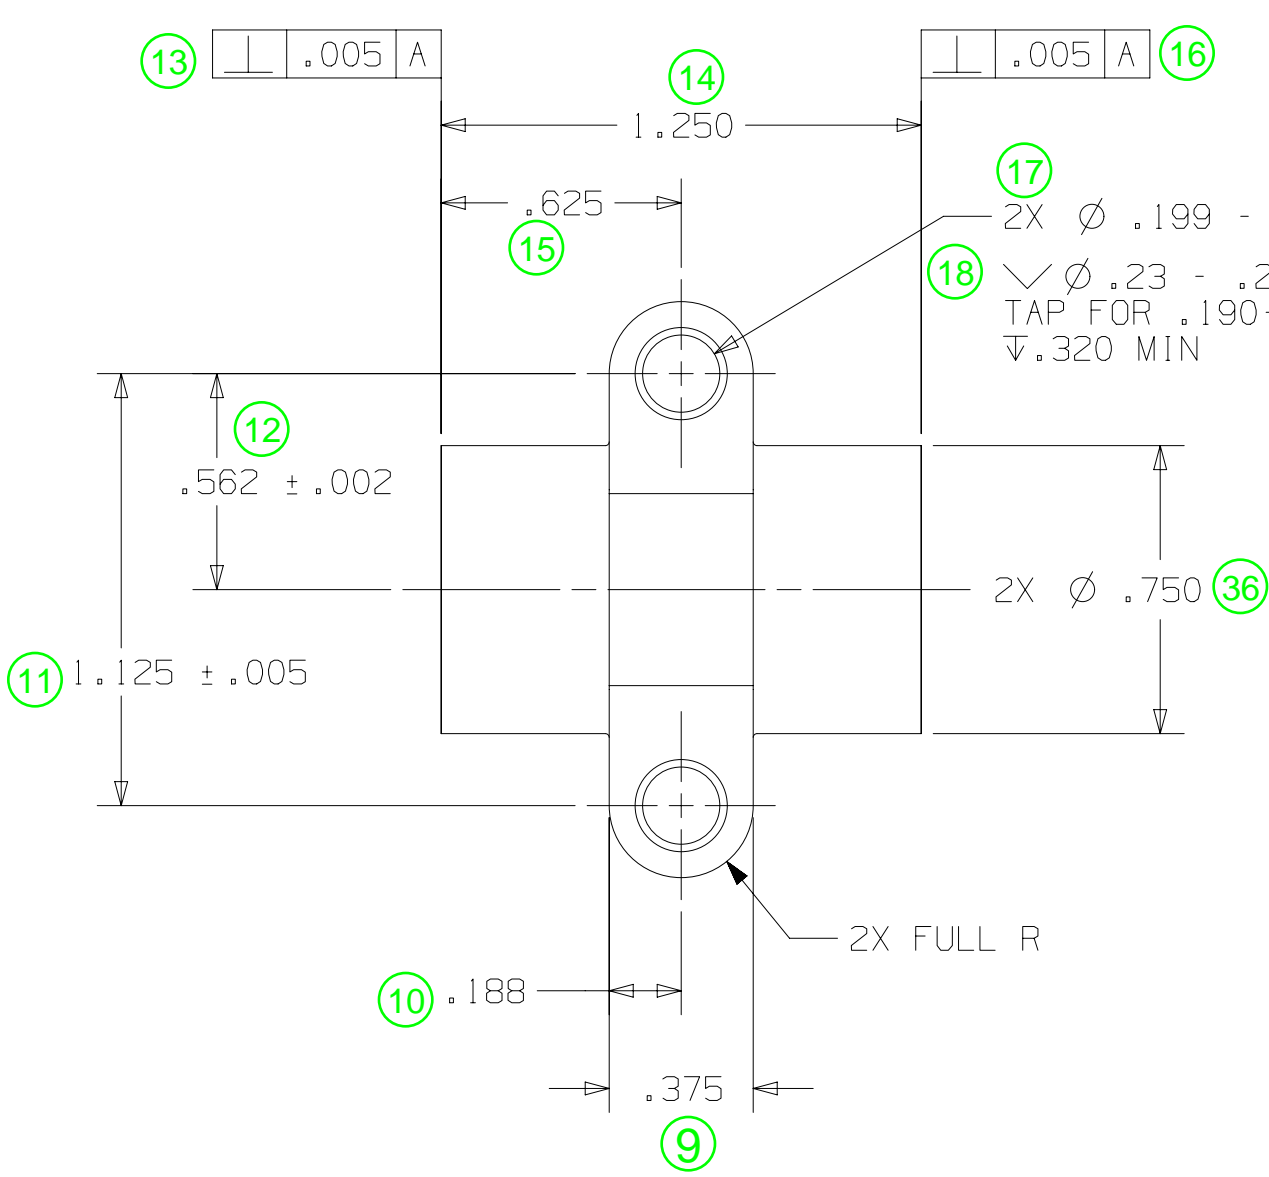 13 ⊥ .005 A
⊥ .005 A 16
14
1.250
17
.625
15
2X Ø .199 -
18 ⌵ Ø .23 - .2
TAP FOR .190-
↧ .320 MIN
12
.562 ± .002
2X Ø .750 36
11 1.125 ± .005
2X FULL R
10 .188
.375
9